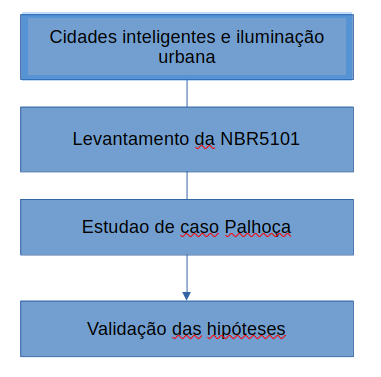 Cidades inteligentes e iluminação
urbana
Levantamento da NBR5101
Estudao de caso Palhoça
Validação das hipóteses